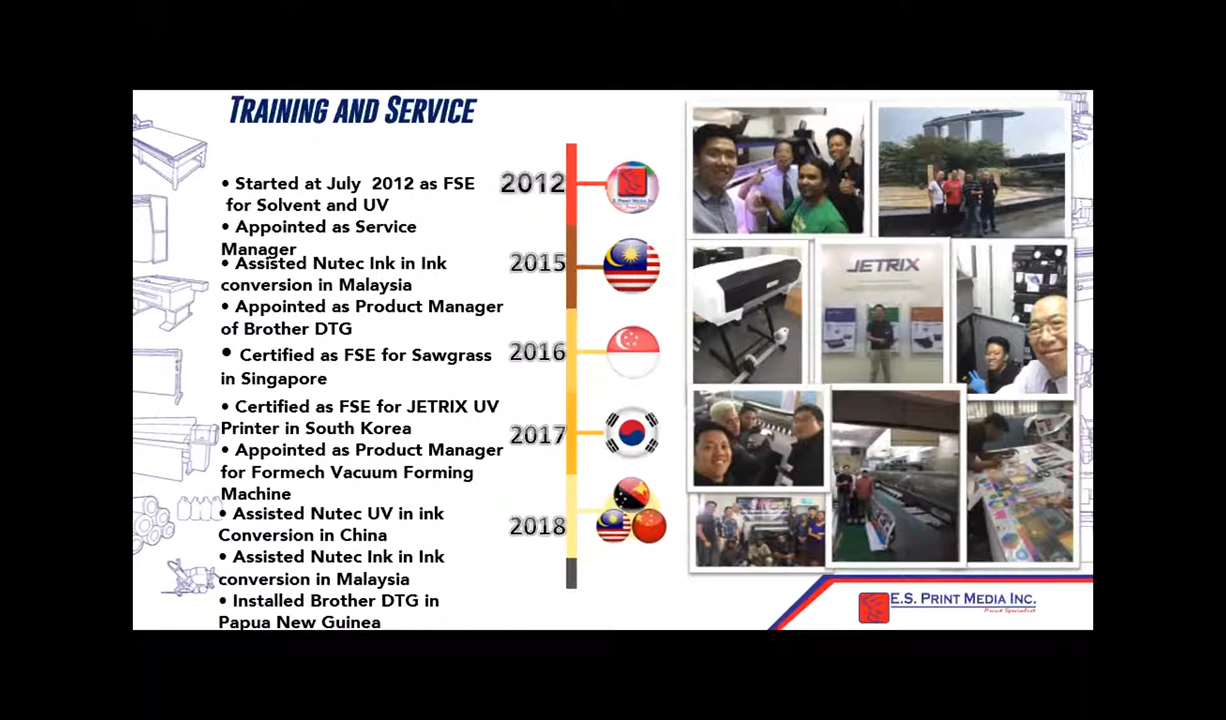 TRAINING AND SERVICE
• Started at July 2012 as FSE
for Solvent and UV
• Appointed as Service
Manager
2012
• Assisted Nutec Ink in Ink
conversion in Malaysia
• Appointed as Product Manager
of Brother DTG
2015
• Certified as FSE for Sawgrass
in Singapore
2016
• Certified as FSE for JETRIX UV
Printer in South Korea
• Appointed as Product Manager
for Formech Vacuum Forming
Machine
2017
• Assisted Nutec UV in ink
Conversion in China
• Assisted Nutec Ink in Ink
conversion in Malaysia
• Installed Brother DTG in
Papua New Guinea
2018
JETRIX
E.S. PRINT MEDIA INC.
Print Specialist